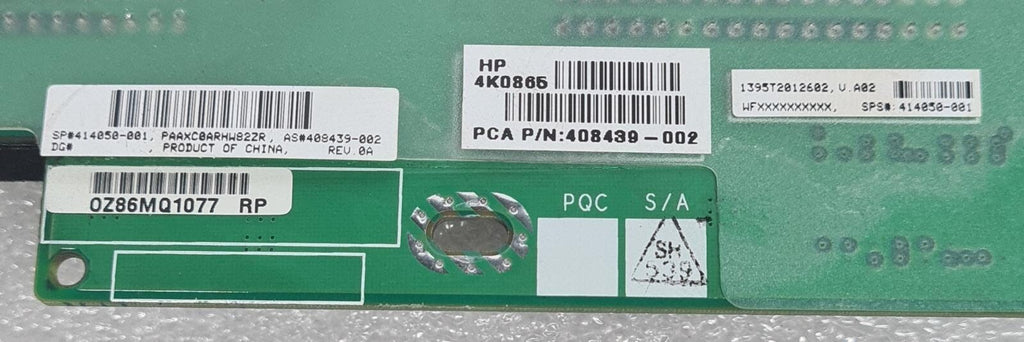 HP
4K0865
PCA P/N:408439-002
1395T2012602, V.A02
WFXXXXXXXXXX, SPS#: 414050-001
SP#414050-001, PAAXC0ARHW82ZR, AS#408439-002
DG# , PRODUCT OF CHINA, REV.0A
0Z86MQ1077 RP
PQC S/A
SH